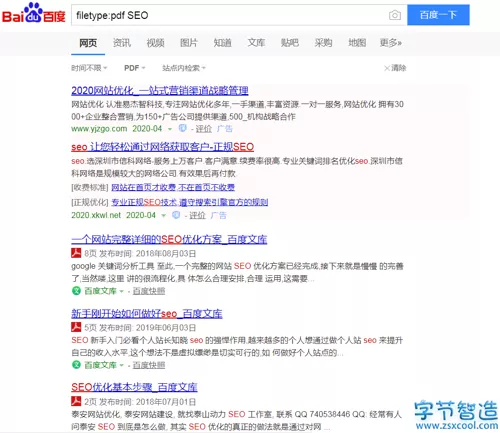 Bai百度
filetype:pdf SEO
百度一下
网页 资讯 视频 图片 知道 文库 贴吧 采购 地图 更多
时间不限 PDF 站点内检索 ×清除
2020网站优化_一站式营销渠道战略管理
网站优化 认准易杰智科技,专注网站优化多年,一手渠道,丰富资源.一对一服务,网站优化 拥有30
00+企业整合营销,为150+广告公司提供渠道,500_机构战略合作
www.yjzgo.com 2020-04 - 评价 广告
seo 让您轻松通过网络获取客户-正规SEO
seo.选深圳市信科网络-服务上万客户 客户满意.续费率很高.专业关键词排名优化seo.深圳市信
科网络是规模较大的网络公司 有效果后再付款.
[收费标准] 网站在首页才收费,不在首页不收费
[正规优化] 专业正规SEO技术,遵守搜索引擎官方的规则
2020.xkwl.net 2020-04 - 评价 广告
一个网站完整详细的SEO优化方案_百度文库
8页 发布时间: 2018年08月03日
google 关键词分析工具 至此,一个完整的网站 SEO 优化方案已经完成,接下来就是慢慢 的完善
了,当然喽,这里 讲的很流程化,具 体怎么合理安排,合理 运用,这需要...
百度文库 - 百度快照
新手刚开始如何做好seo_百度文库
5页 发布时间: 2019年06月03日
SEO 新手入门必看个人站长知晓 seo 的强悍作用,越来越多的个人想通过做个人站 seo 来提升
自己的收入水平,这个想法不是虚拟缥缈是切实可行的,如 何做好个人站点的...
百度文库 - 百度快照
SEO优化基本步骤_百度文库
2页 发布时间: 2018年07月01日
泰安网站优化, 泰安网站建设, 就找泰山动力 SEO 工作室, 联系 QQ 740538446 QQ: 经常有人
问泰安 SEO 到底是怎么做, 其实 SEO 优化的真正的做法就是通过对网...
字节智造
www.zsxcool.com